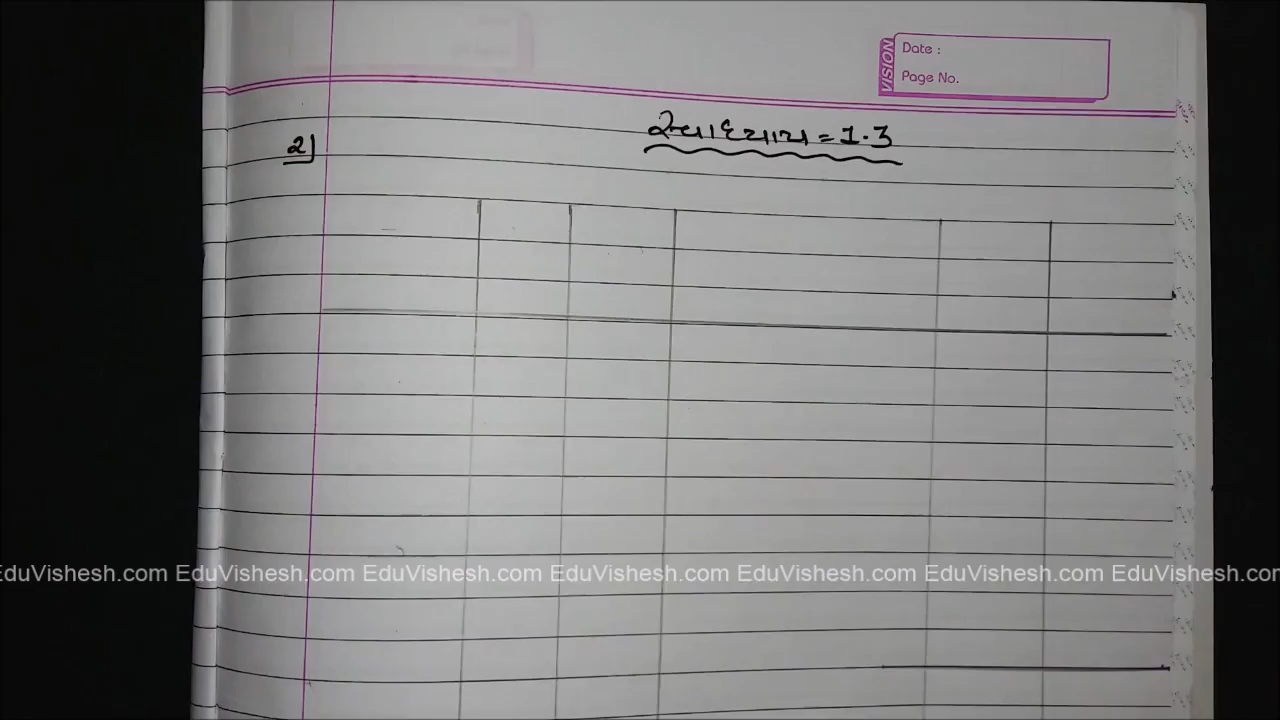 VISION
Date :
Page No.
સ્વાધ્યાય = 1.3
2)
EduVishesh.com EduVishesh.com EduVishesh.com EduVishesh.com EduVishesh.com EduVishesh.com EduVishesh.com